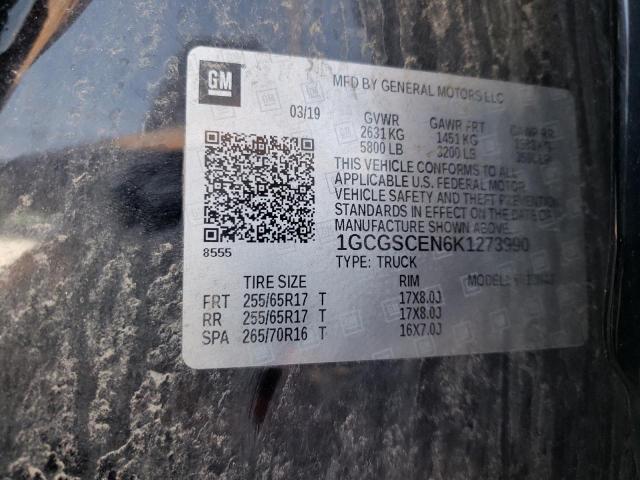 GM
MFD BY GENERAL MOTORS LLC
03/19 GVWR GAWR FRT GAWR RR
2631 KG 1451 KG
5800 LB 3200 LB
THIS VEHICLE CONFORMS TO ALL
APPLICABLE U.S. FEDERAL MOTOR
VEHICLE SAFETY AND THEFT PREVENTION
STANDARDS IN EFFECT ON THE DATE OF
MANUFACTURE SHOWN ABOVE.
1GCGSCEN6K1273990
8555 TYPE: TRUCK
TIRE SIZE RIM MODEL:
FRT 255/65R17 T 17X8.0J
RR 255/65R17 T 17X8.0J
SPA 265/70R16 T 16X7.0J